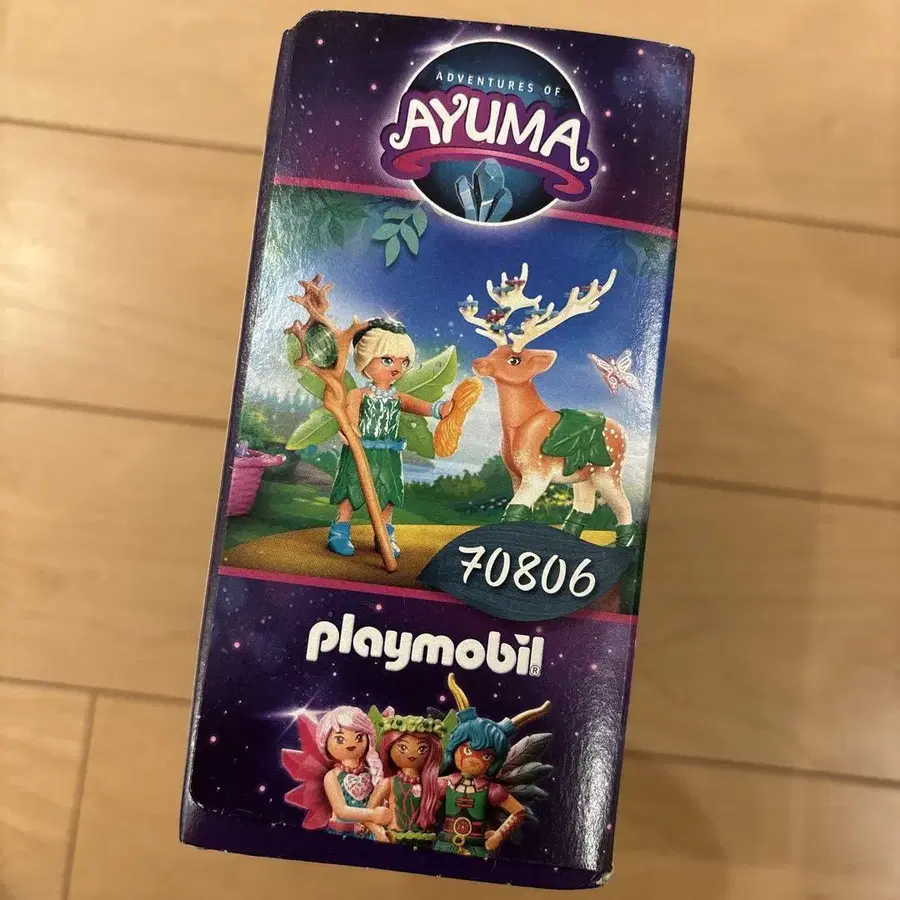 ADVENTURES OF
AYUMA
70806
playmobil®